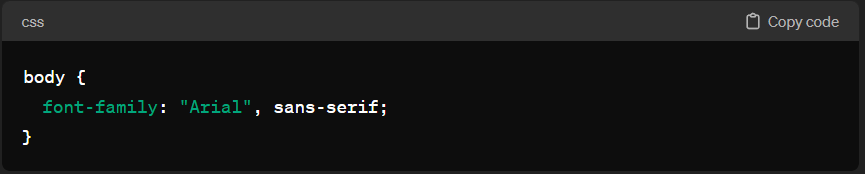 css Copy code
body {
  font-family: "Arial", sans-serif;
}